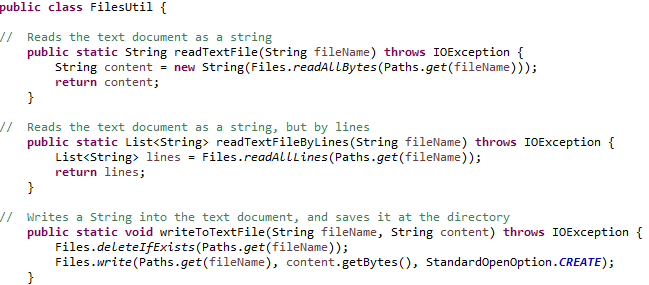 public class FilesUtil {
//  Reads the text document as a string
    public static String readTextFile(String fileName) throws IOException {
        String content = new String(Files.readAllBytes(Paths.get(fileName)));
        return content;
    }
//  Reads the text document as a string, but by lines
    public static List<String> readTextFileByLines(String fileName) throws IOException {
        List<String> lines = Files.readAllLines(Paths.get(fileName));
        return lines;
    }
//  Writes a String into the text document, and saves it at the directory
    public static void writeToTextFile(String fileName, String content) throws IOException {
        Files.deleteIfExists(Paths.get(fileName));
        Files.write(Paths.get(fileName), content.getBytes(), StandardOpenOption.CREATE);
    }